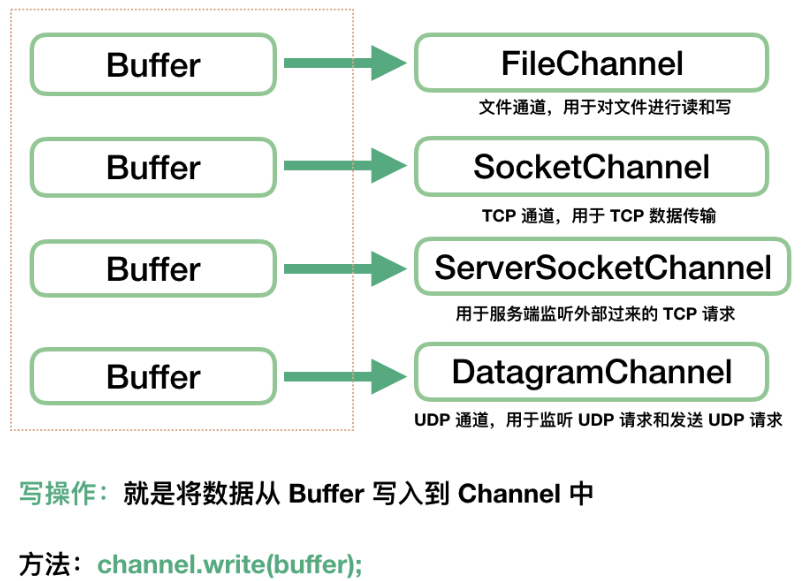 Buffer
FileChannel
文件通道，用于对文件进行读和写
Buffer
SocketChannel
TCP 通道，用于 TCP 数据传输
Buffer
ServerSocketChannel
用于服务端监听外部过来的 TCP 请求
Buffer
DatagramChannel
UDP 通道，用于监听 UDP 请求和发送 UDP 请求
写操作：就是将数据从 Buffer 写入到 Channel 中
方法：channel.write(buffer);